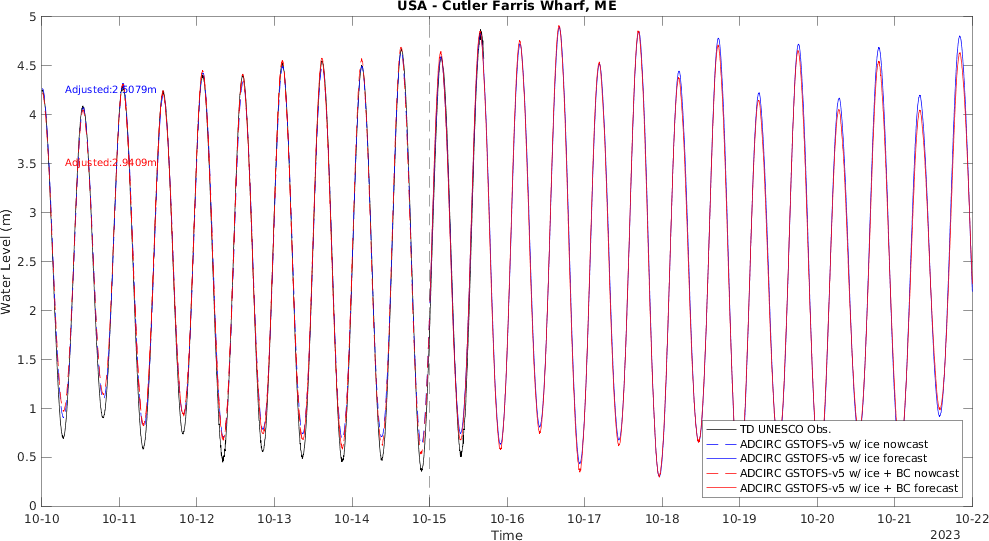 USA - Cutler Farris Wharf, ME
5
4.5
4
3.5
3
2.5
2
1.5
1
0.5
0
Water Level (m)
Adjusted:2.6079m
Adjusted:2.9409m
TD UNESCO Obs.
ADCIRC GSTOFS-v5 w/ ice nowcast
ADCIRC GSTOFS-v5 w/ ice forecast
ADCIRC GSTOFS-v5 w/ ice + BC nowcast
ADCIRC GSTOFS-v5 w/ ice + BC forecast
10-10 10-11 10-12 10-13 10-14 10-15 10-16 10-17 10-18 10-19 10-20 10-21 10-22
Time
2023